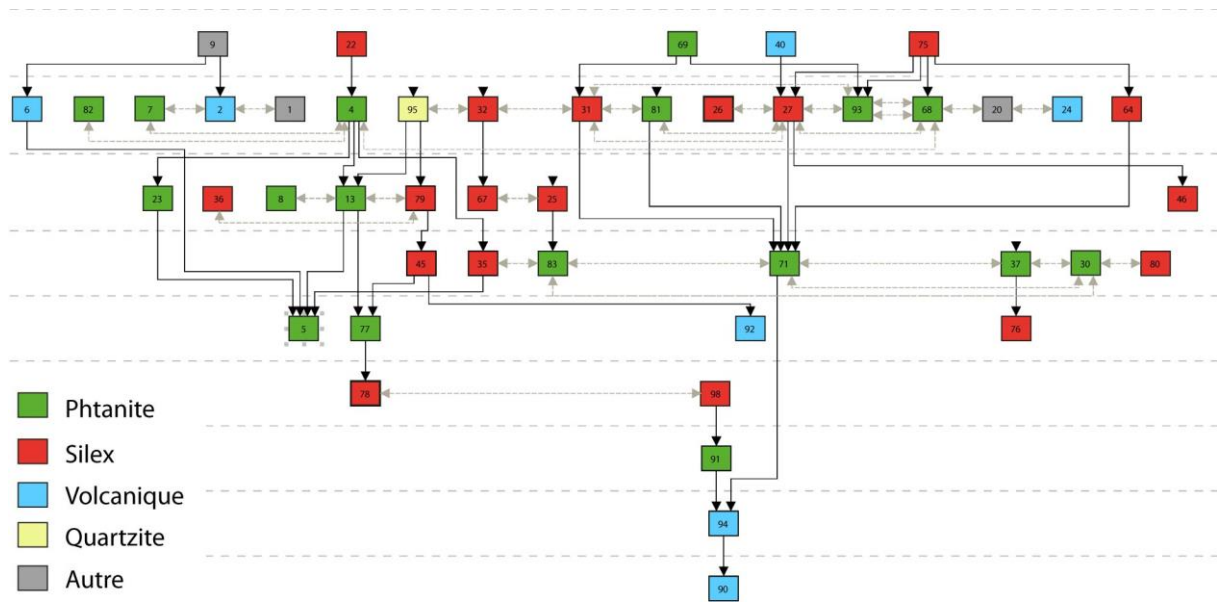 9 22 69 40 75
6 82 7 2 1 4 95 32 31 81 26 27 93 68 20 24 64
23 36 8 13 79 67 25 46
45 35 83 71 37 30 80
5 77 92 76
78 98
91
94
90
Phtanite
Silex
Volcanique
Quartzite
Autre